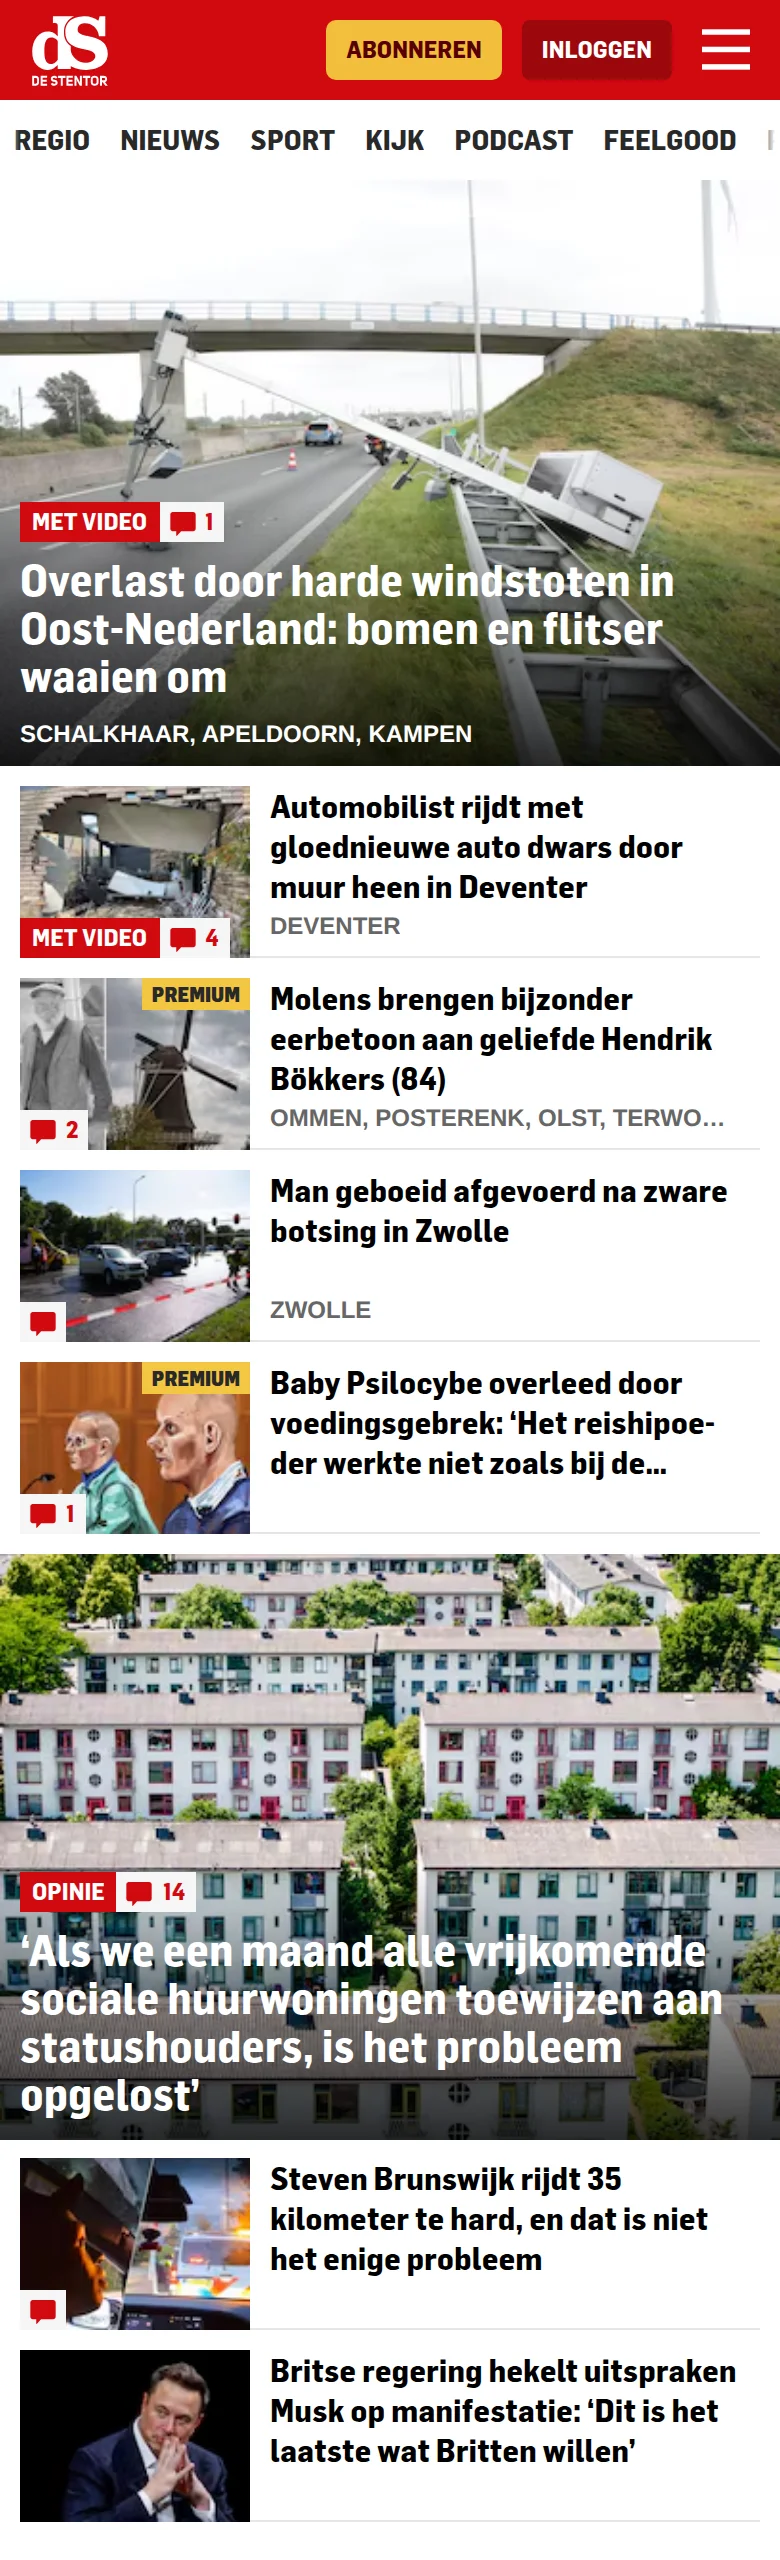 dS
DE STENTOR
ABONNEREN
INLOGGEN
REGIO NIEUWS SPORT KIJK PODCAST FEELGOOD
MET VIDEO 1
Overlast door harde windstoten in
Oost-Nederland: bomen en flitser
waaien om
SCHALKHAAR, APELDOORN, KAMPEN
MET VIDEO 4
Automobilist rijdt met
gloednieuwe auto dwars door
muur heen in Deventer
DEVENTER
PREMIUM
2
Molens brengen bijzonder
eerbetoon aan geliefde Hendrik
Bökkers (84)
OMMEN, POSTERENK, OLST, TERWO…
Man geboeid afgevoerd na zware
botsing in Zwolle
ZWOLLE
PREMIUM
1
Baby Psilocybe overleed door
voedingsgebrek: ‘Het reishipoe-
der werkte niet zoals bij de...
OPINIE 14
‘Als we een maand alle vrijkomende
sociale huurwoningen toewijzen aan
statushouders, is het probleem
opgelost’
Steven Brunswijk rijdt 35
kilometer te hard, en dat is niet
het enige probleem
Britse regering hekelt uitspraken
Musk op manifestatie: ‘Dit is het
laatste wat Britten willen’